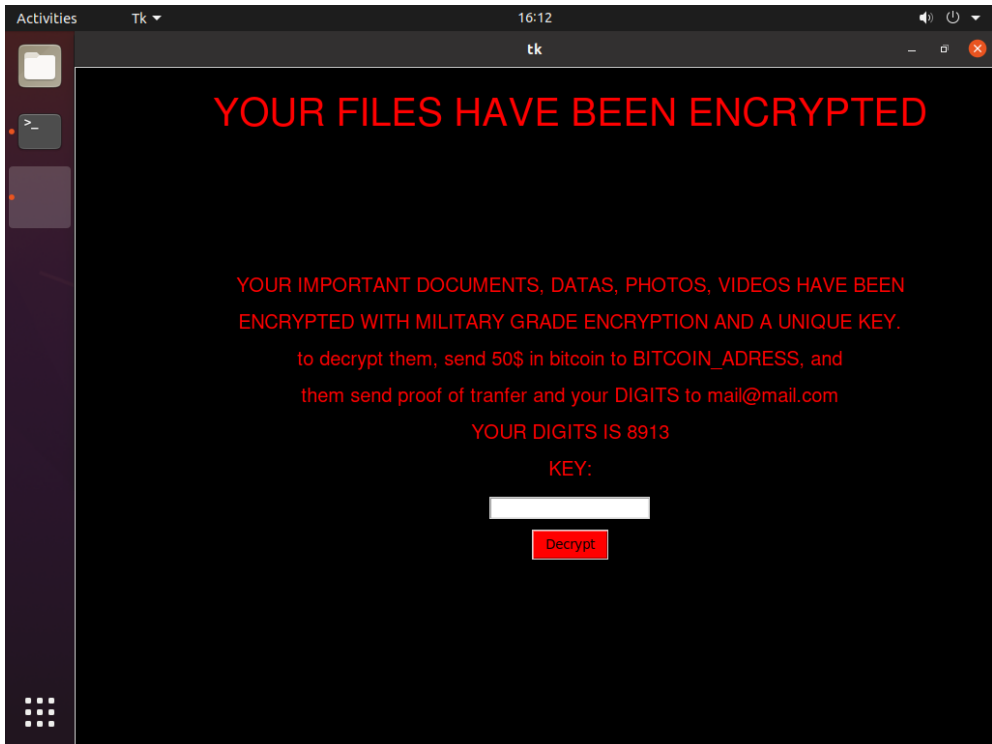 Activities Tk 16:12
tk
YOUR FILES HAVE BEEN ENCRYPTED
YOUR IMPORTANT DOCUMENTS, DATAS, PHOTOS, VIDEOS HAVE BEEN
ENCRYPTED WITH MILITARY GRADE ENCRYPTION AND A UNIQUE KEY.
to decrypt them, send 50$ in bitcoin to BITCOIN_ADRESS, and
them send proof of tranfer and your DIGITS to mail@mail.com
YOUR DIGITS IS 8913
KEY:
Decrypt